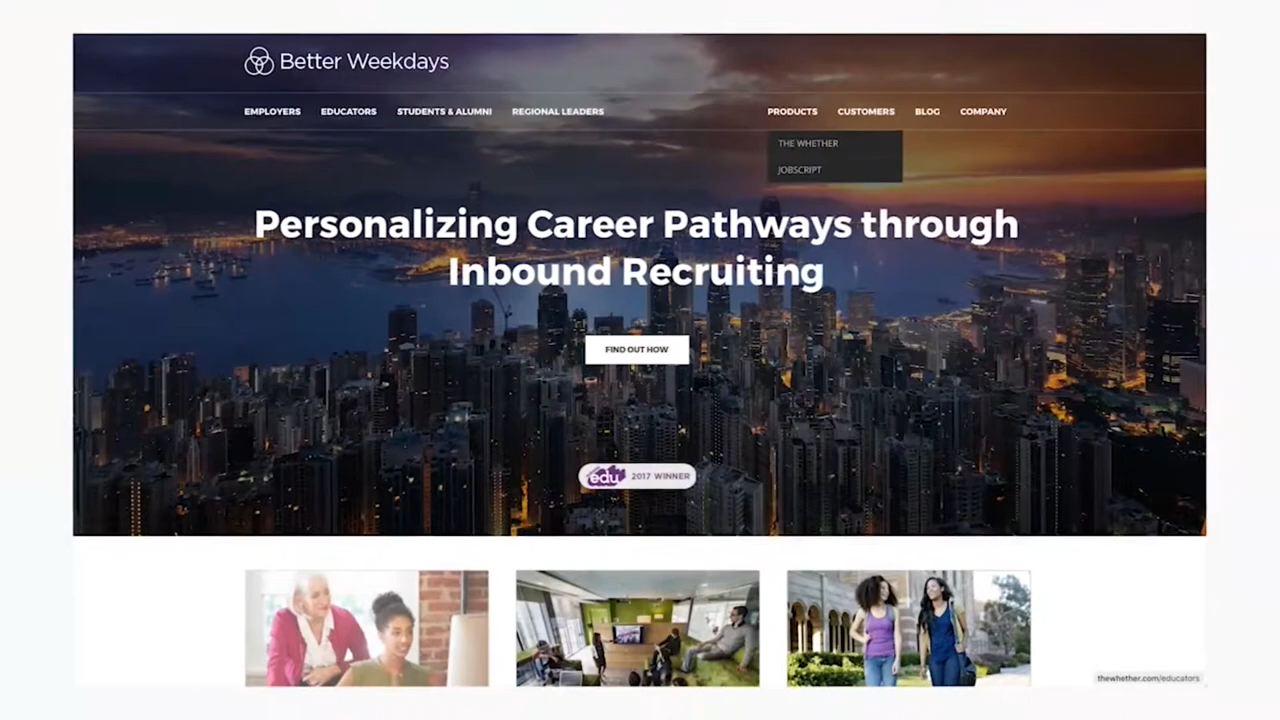 Better Weekdays
EMPLOYERS EDUCATORS STUDENTS & ALUMNI REGIONAL LEADERS PRODUCTS CUSTOMERS BLOG COMPANY
THE WHETHER
JOBSCRIPT
Personalizing Career Pathways through
Inbound Recruiting
FIND OUT HOW
edu 2017 WINNER
thewhether.com/educators